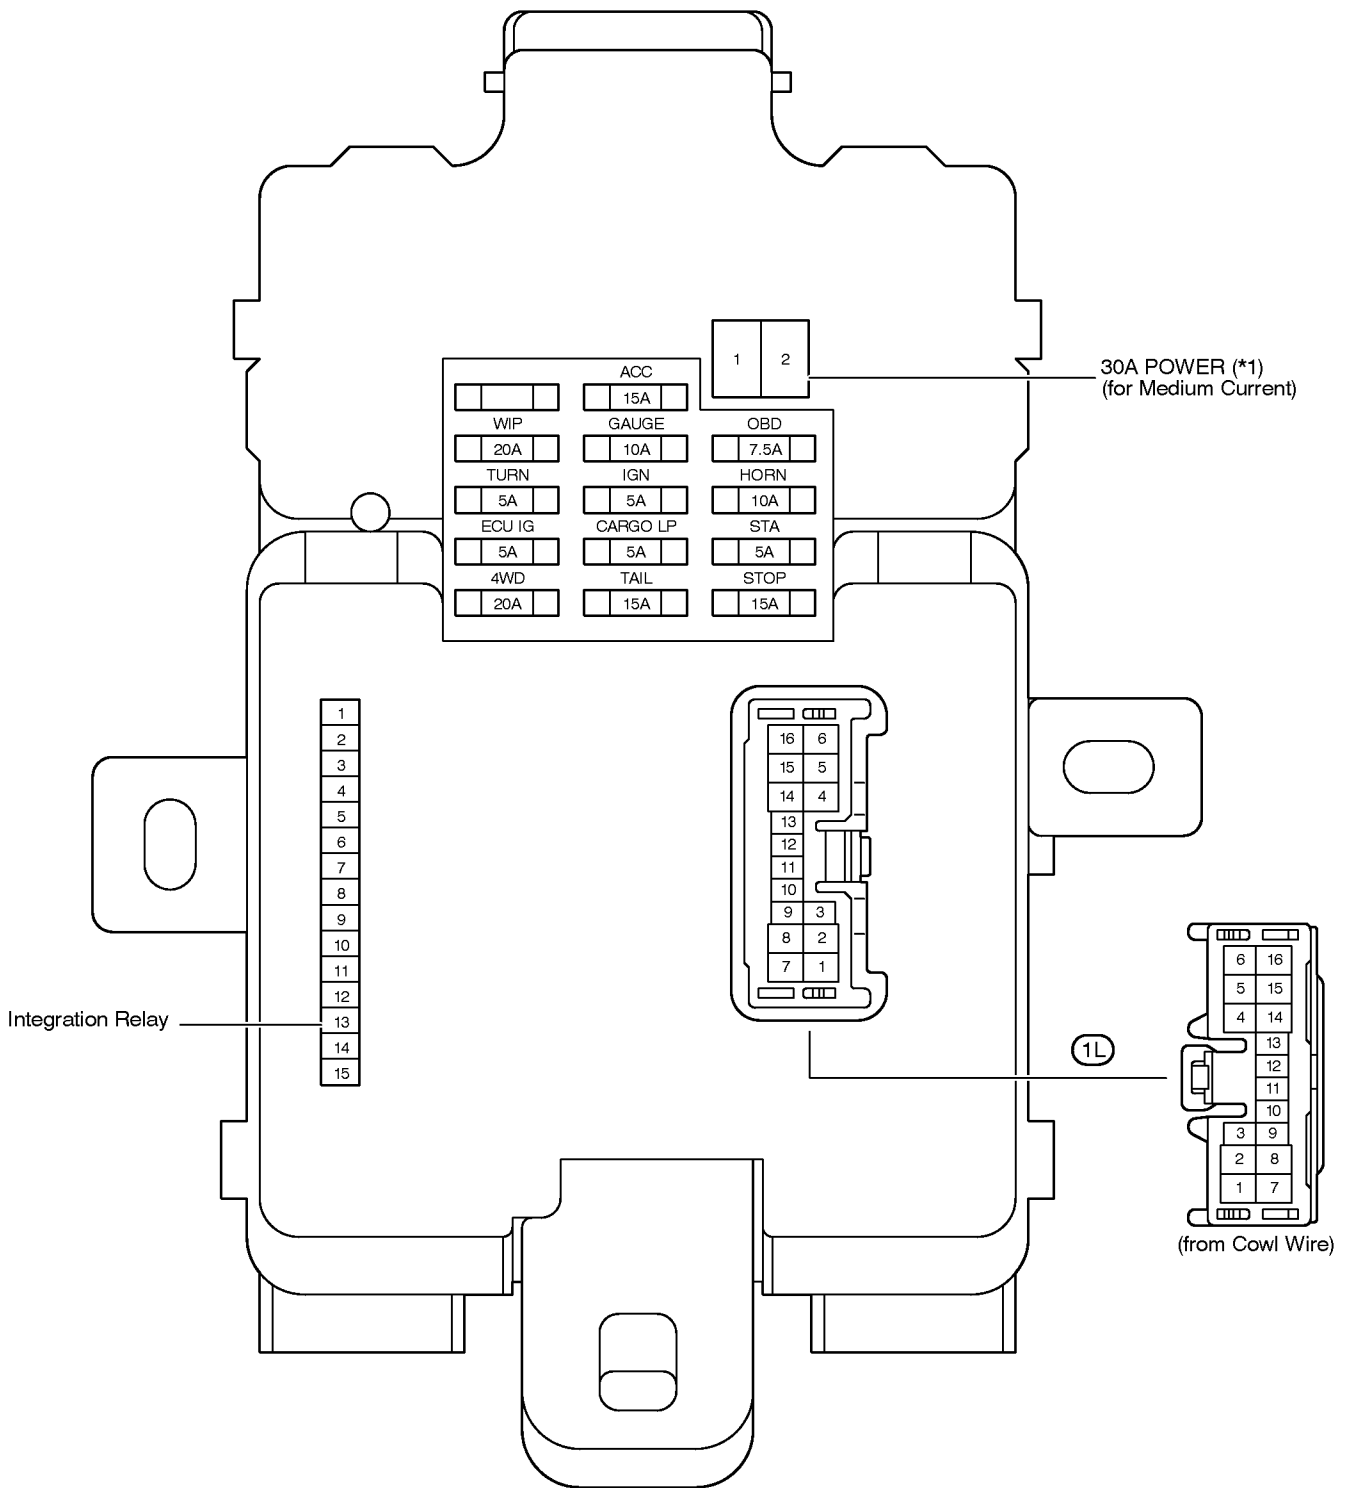 1 2
30A POWER (*1)
(for Medium Current)
ACC
15A
WIP GAUGE OBD
20A 10A 7.5A
TURN IGN HORN
5A 5A 10A
ECU IG CARGO LP STA
5A 5A 5A
4WD TAIL STOP
20A 15A 15A
1
2
3
4
5
6
7
8
9
10
11
12
13
14
15
Integration Relay
16 6
15 5
14 4
13
12
11
10
9 3
8 2
7 1
1L
6 16
5 15
4 14
13
12
11
10
3 9
2 8
1 7
(from Cowl Wire)